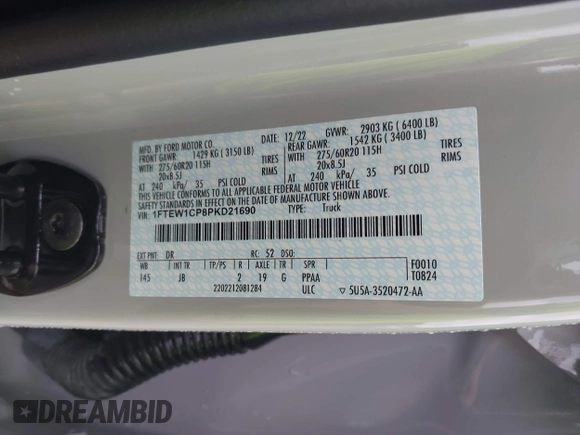 MFD. BY FORD MOTOR CO.
12/22 GVWR: 2903 KG ( 6400 LB)
FRONT GAWR: 1429 KG ( 3150 LB) REAR GAWR: 1542 KG ( 3400 LB)
WITH TIRES WITH TIRES
275/60R20 115H 275/60R20 115H
20x8.5J RIMS 20x8.5J RIMS
AT 240 kPa/ 35 PSI COLD AT 240 kPa/ 35 PSI COLD
THIS VEHICLE CONFORMS TO ALL APPLICABLE FEDERAL MOTOR VEHICLE
SAFETY, BUMPER, AND THEFT PREVENTION STANDARDS IN EFFECT ON THE DATE OF MANUFACTURE SHOWN ABOVE.
VIN: 1FTEW1CP8PKD21690 TYPE: Truck
EXT PNT: DR RC: 52 DSO:
WB INT TR TP/PS R AXLE TR SPR F0010
145 JB 2 19 G PPAA T0824
2202212081284 ULC 5U5A-3520472-AA
DREAMBID